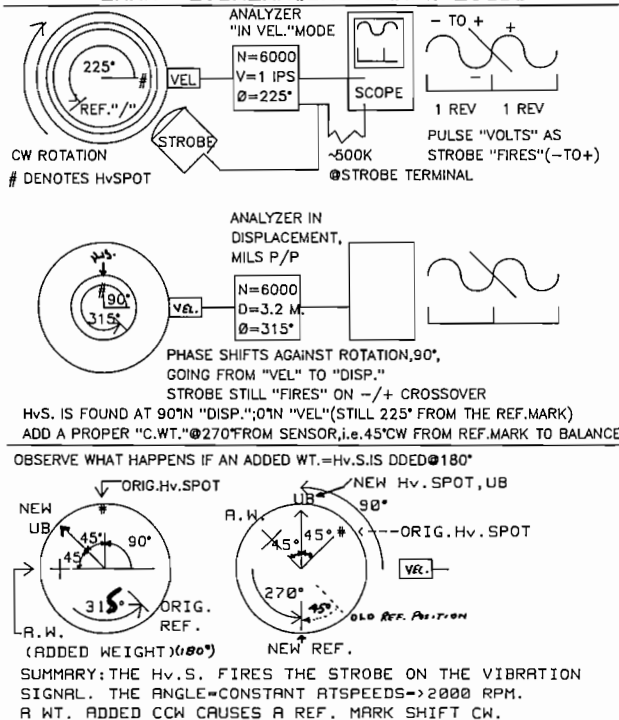 ANALYZER
"IN VEL."MODE
- TO +
+
225°
#
VEL
N=6000
V=1 IPS
Ø=225°
SCOPE
-
REF."/"
1 REV
1 REV
STROBE
PULSE "VOLTS" AS
STROBE "FIRES"(-TO+)
CW ROTATION
~500K
# DENOTES HvSPOT
@STROBE TERMINAL
ANALYZER IN
DISPLACEMENT,
MILS P/P
H.S.
#
90°
315°
VEL.
N=6000
D=3.2 M.
Ø=315°
PHASE SHIFTS AGAINST ROTATION,90°,
GOING FROM "VEL" TO "DISP."
STROBE STILL "FIRES" ON -/+ CROSSOVER
HvS. IS FOUND AT 90°IN "DISP.";0°IN "VEL"(STILL 225° FROM THE REF.MARK)
ADD A PROPER "C.WT."@270°FROM SENSOR,i.e.45°CW FROM REF.MARK TO BALANCE
OBSERVE WHAT HAPPENS IF AN ADDED WT.=Hv.S.IS DDED@180°
ORIG.Hv.SPOT
NEW Hv.SPOT,UB
NEW
UB
#
UB
90°
A.W.
45°
90°
45°
45°
45°
#
ORIG.Hv.SPOT
VEL.
270°
315°
ORIG.
REF.
45°
OLD REF. POSITION
A.W.
(ADDED WEIGHT)(180°)
NEW REF.
SUMMARY: THE Hv.S. FIRES THE STROBE ON THE VIBRATION
SIGNAL. THE ANGLE=CONSTANT ATSPEEDS=>2000 RPM.
A WT. ADDED CCW CAUSES A REF. MARK SHIFT CW.